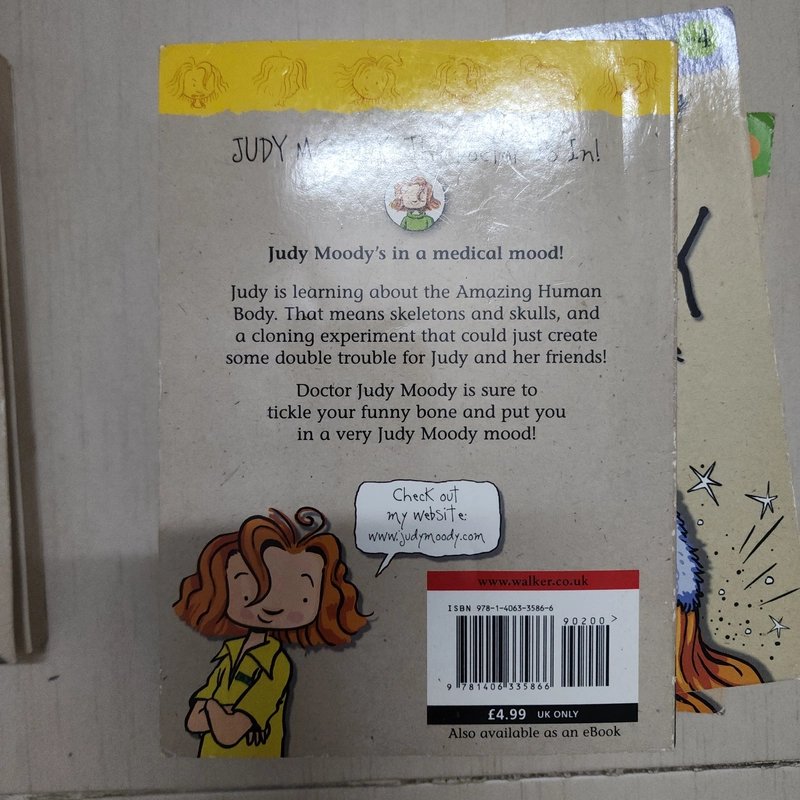 JUDY In!
Judy Moody's in a medical mood!
Judy is learning about the Amazing Human
Body. That means skeletons and skulls, and
a cloning experiment that could just create
some double trouble for Judy and her friends!
Doctor Judy Moody is sure to
tickle your funny bone and put you
in a very Judy Moody mood!
Check out
my website:
www.judymoody.com
www.walker.co.uk
ISBN 978-1-4063-3586-6
90200 >
9 781406 335866
£4.99 UK ONLY
Also available as an eBook